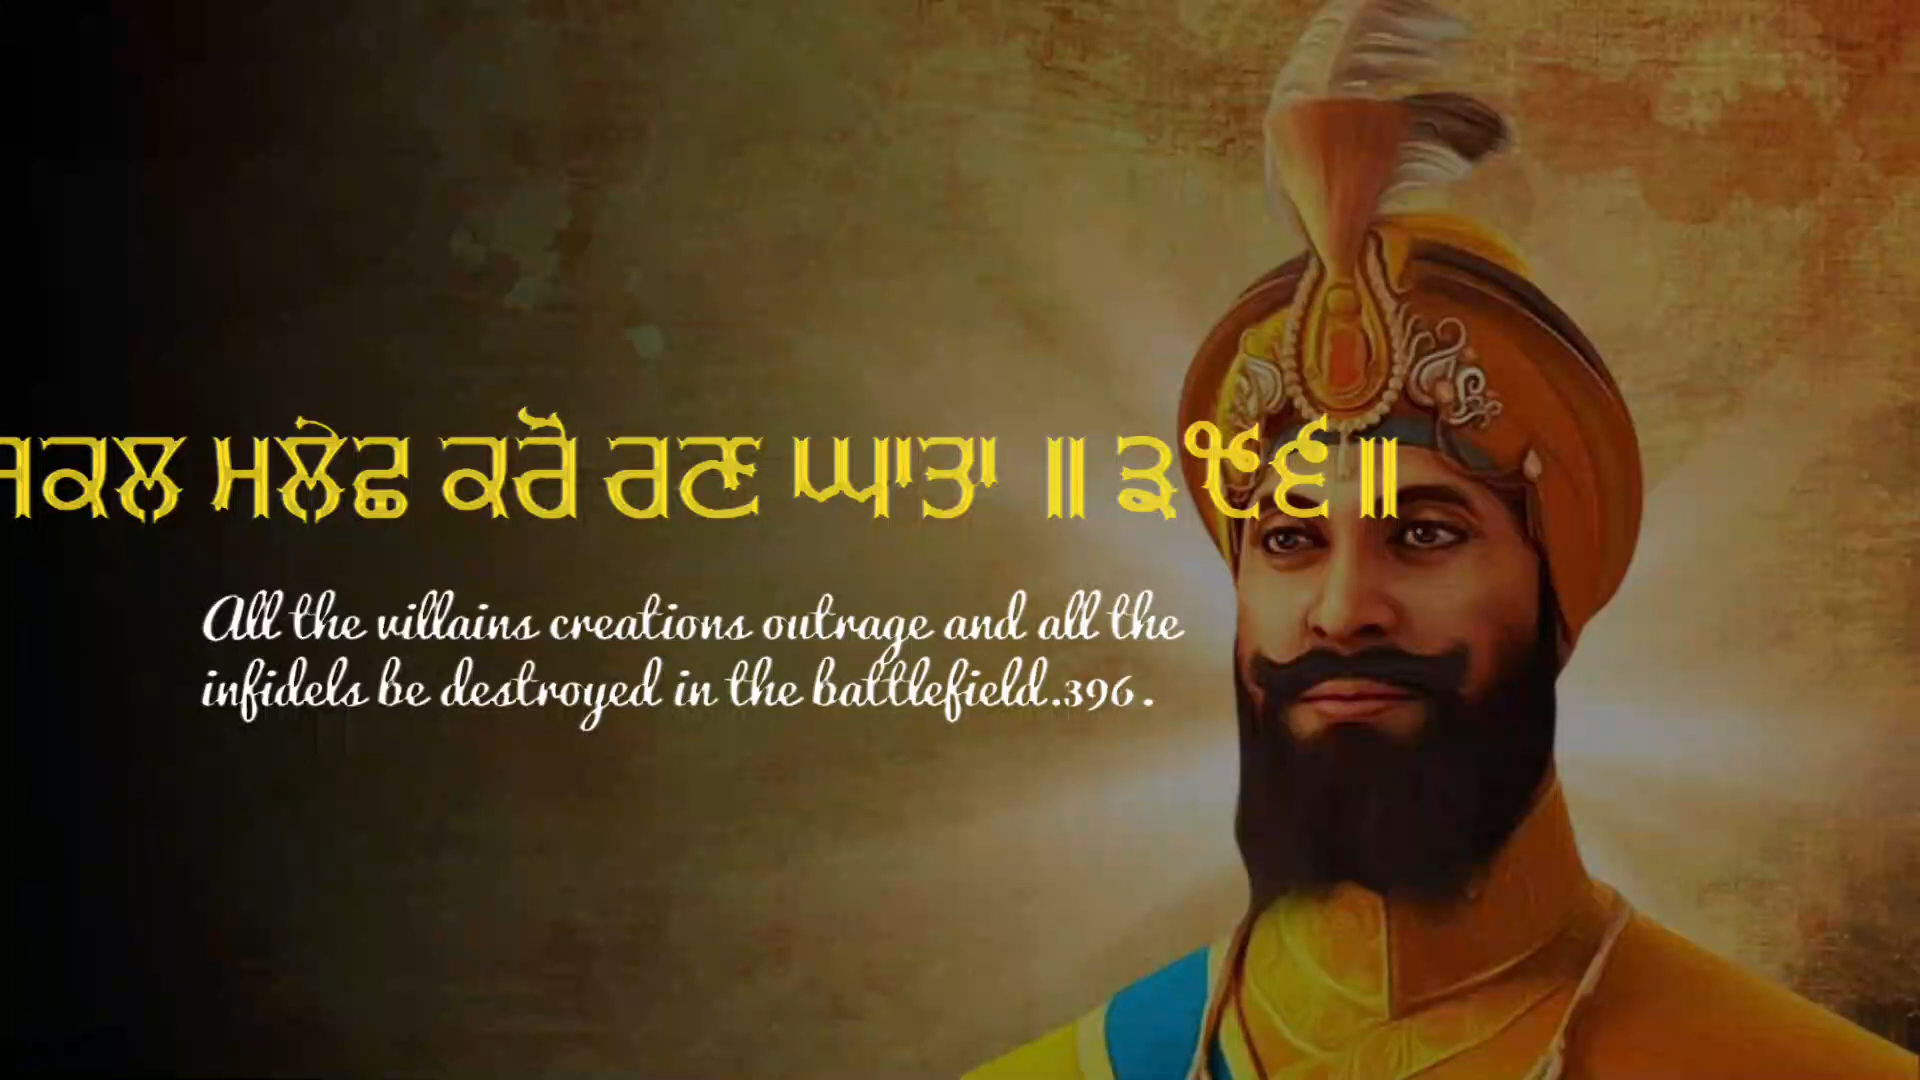 ਸਕਲ ਮਲੇਛ ਕਰੋ ਰਣ ਘਾਤਾ ॥੩੯੬॥
All the villains creations outrage and all the
infidels be destroyed in the battlefield.396.